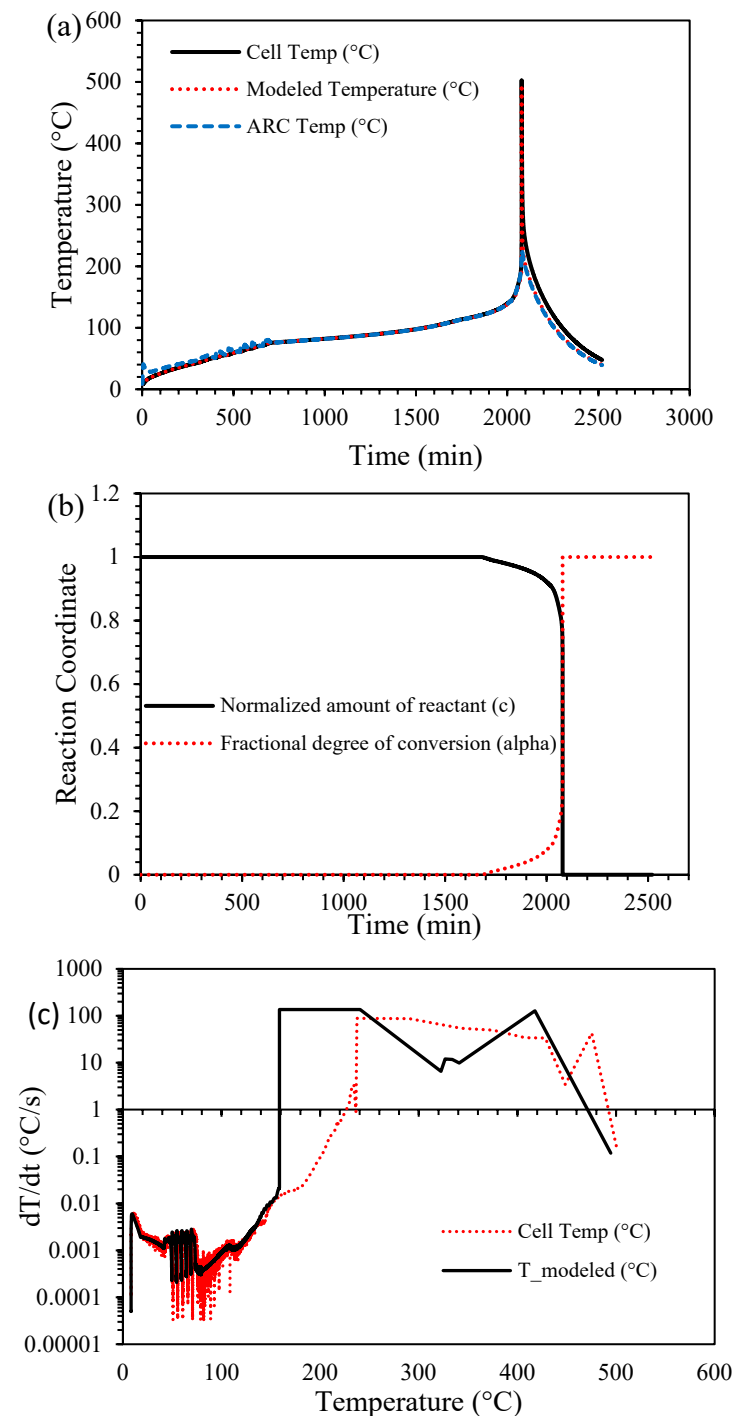 (a)
600
500
400
300
200
100
0
Temperature (°C)
Cell Temp (°C)
Modeled Temperature (°C)
ARC Temp (°C)
0 500 1000 1500 2000 2500 3000
Time (min)
(b)
1.2
1
0.8
0.6
0.4
0.2
0
Reaction Coordinate
Normalized amount of reactant (c)
Fractional degree of conversion (alpha)
0 500 1000 1500 2000 2500
Time (min)
(c)
1000
100
10
1
0.1
0.01
0.001
0.0001
0.00001
dT/dt (°C/s)
Cell Temp (°C)
T_modeled (°C)
0 100 200 300 400 500 600
Temperature (°C)